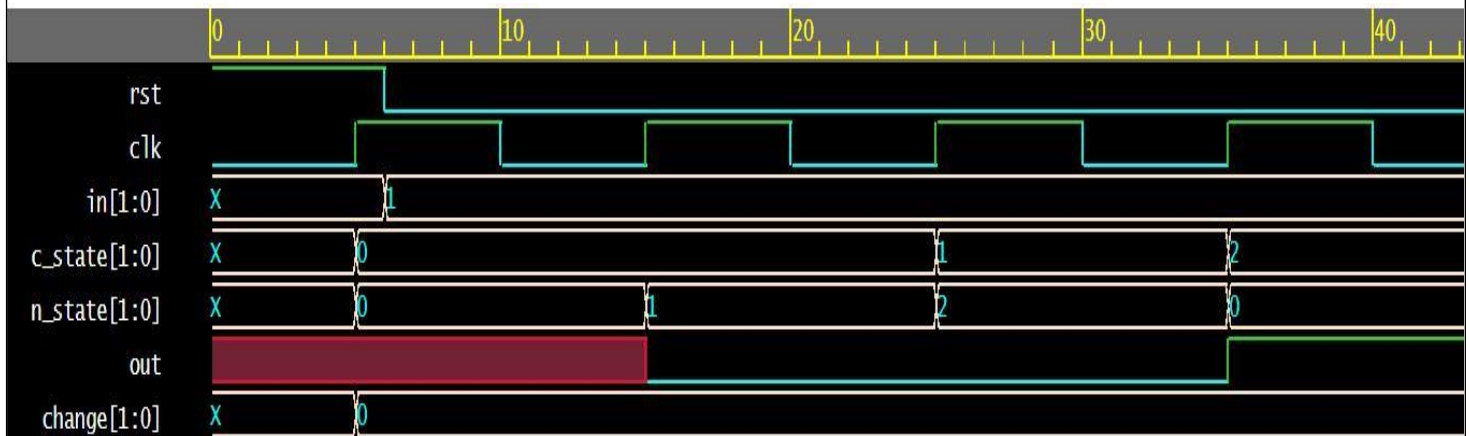 0 10 20 30 40
rst
clk
in[1:0] X 1
c_state[1:0] X 0 1 2
n_state[1:0] X 0 1 2 0
out
change[1:0] X 0